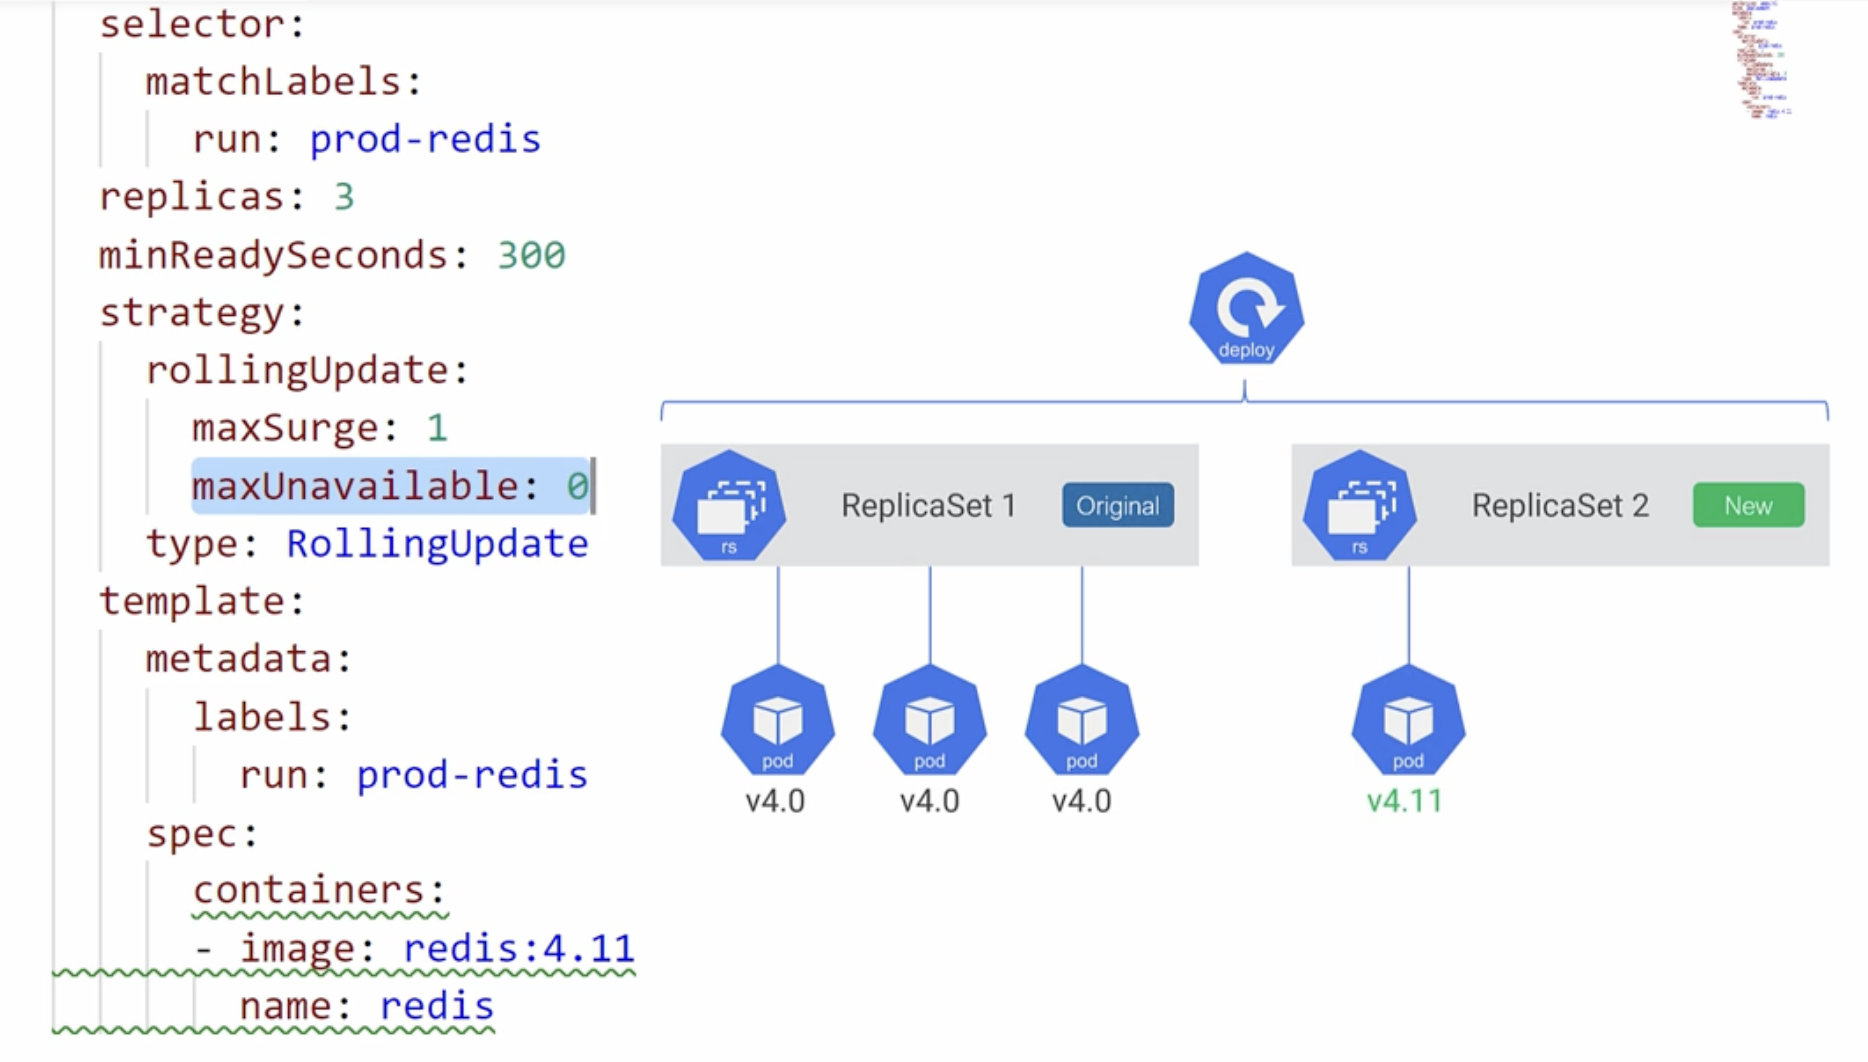 selector:
matchLabels:
run: prod-redis
replicas: 3
minReadySeconds: 300
strategy:
rollingUpdate:
maxSurge: 1
maxUnavailable: 0
type: RollingUpdate
template:
metadata:
labels:
run: prod-redis
spec:
containers:
- image: redis:4.11
name: redis
deploy
rs
ReplicaSet 1
Original
rs
ReplicaSet 2
New
pod
pod
pod
pod
v4.0
v4.0
v4.0
v4.11